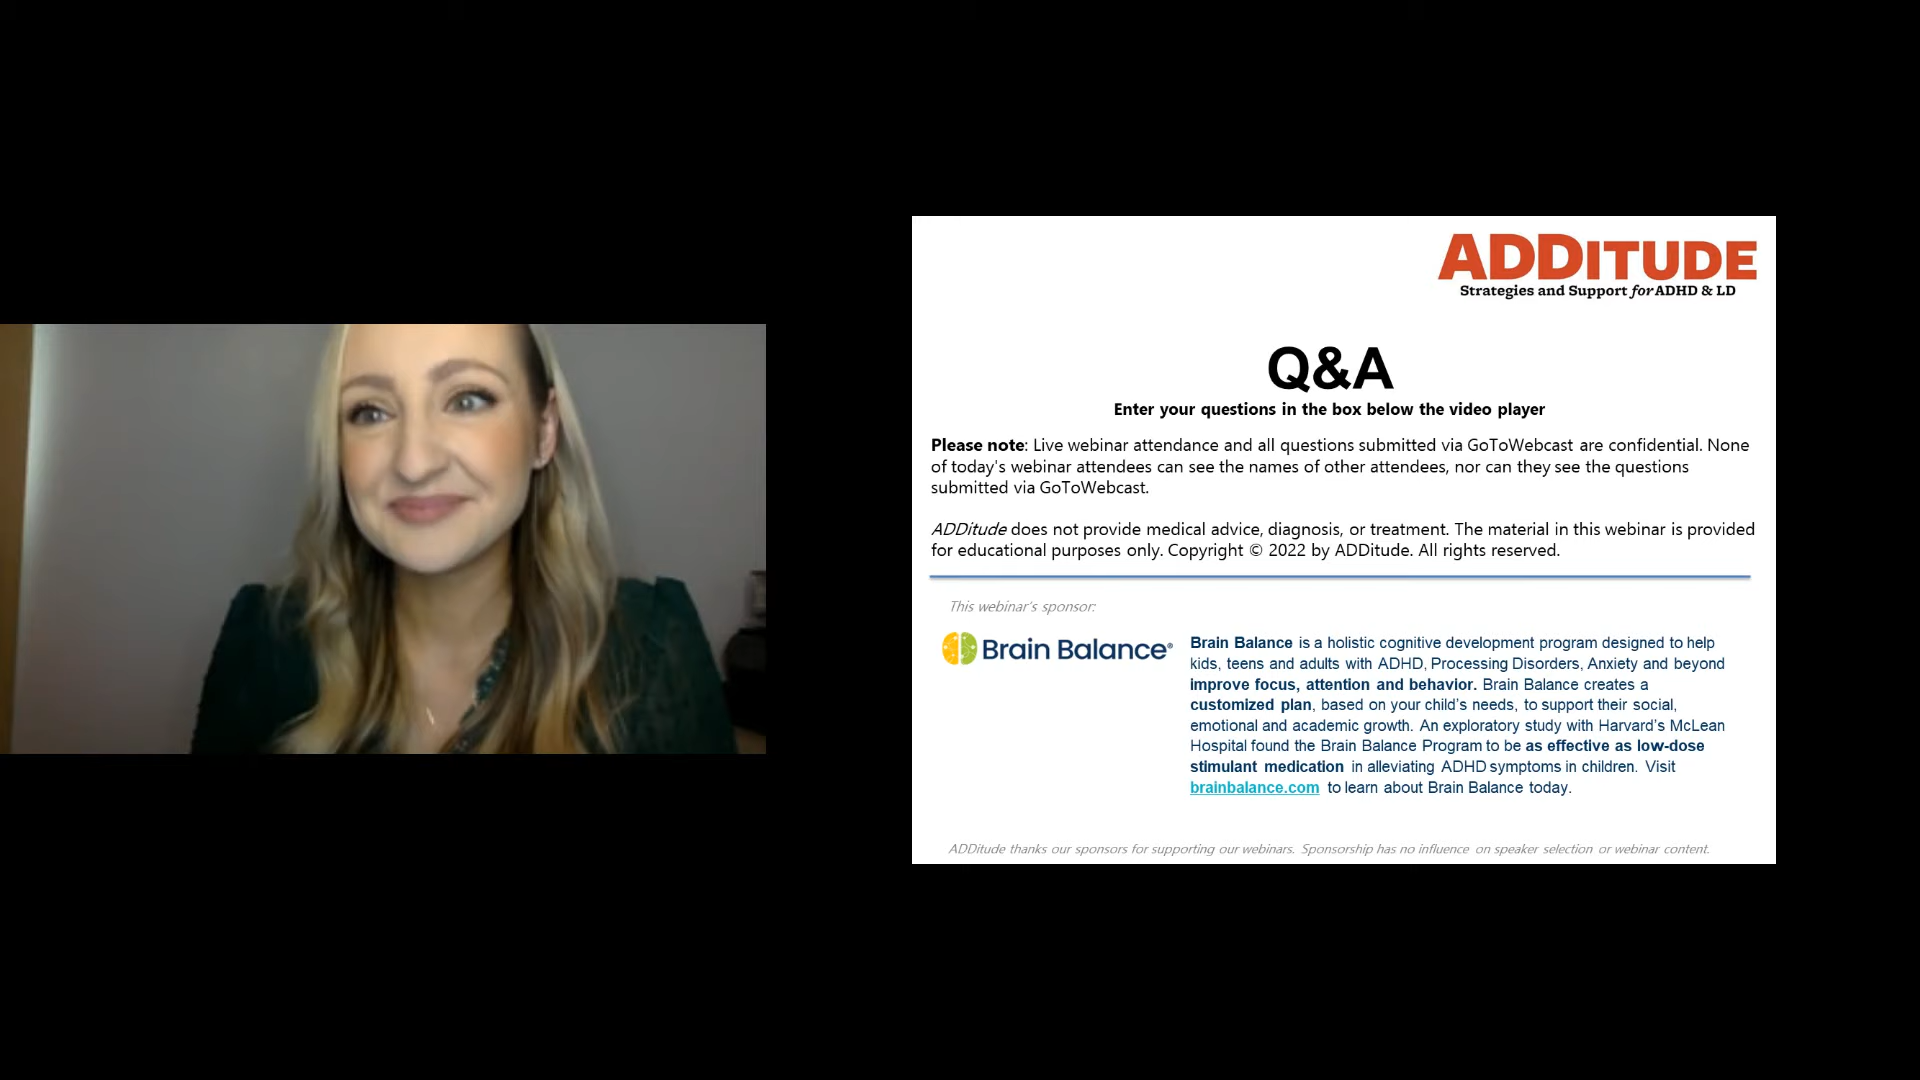 ADDITUDE
Strategies and Support for ADHD & LD
Q&A
Enter your questions in the box below the video player
Please note: Live webinar attendance and all questions submitted via GoToWebcast are confidential. None
of today's webinar attendees can see the names of other attendees, nor can they see the questions
submitted via GoToWebcast.
ADDitude does not provide medical advice, diagnosis, or treatment. The material in this webinar is provided
for educational purposes only. Copyright © 2022 by ADDitude. All rights reserved.
This webinar's sponsor:
Brain Balance®
Brain Balance is a holistic cognitive development program designed to help
kids, teens and adults with ADHD, Processing Disorders, Anxiety and beyond
improve focus, attention and behavior. Brain Balance creates a
customized plan, based on your child's needs, to support their social,
emotional and academic growth. An exploratory study with Harvard's McLean
Hospital found the Brain Balance Program to be as effective as low-dose
stimulant medication in alleviating ADHD symptoms in children. Visit
brainbalance.com to learn about Brain Balance today.
ADDitude thanks our sponsors for supporting our webinars. Sponsorship has no influence on speaker selection or webinar content.